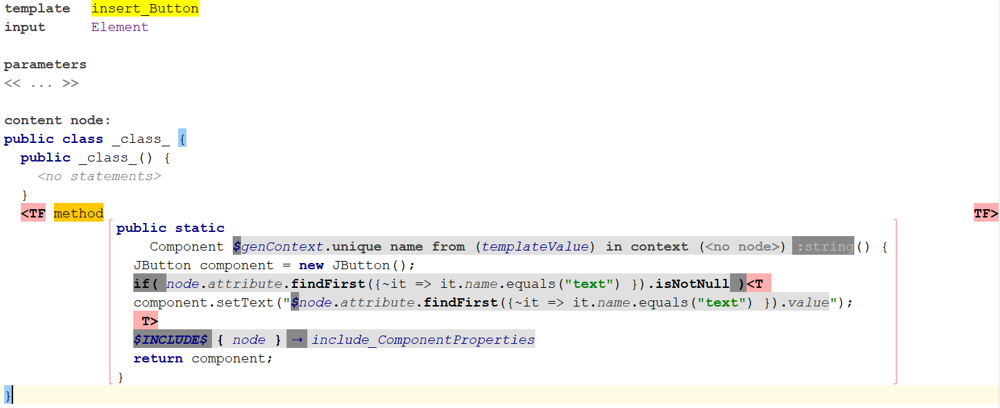 template insert_Button
input Element
parameters
<< ... >>
content node:
public class _class_ {
public _class_() {
<no statements>
}
<TF method TF>
public static
Component $genContext.unique name from (templateValue) in context (<no node>) :string() {
JButton component = new JButton();
if( node.attribute.findFirst({~it => it.name.equals("text") }).isNotNull )<T
component.setText("$node.attribute.findFirst({~it => it.name.equals("text") }).value");
T>
$INCLUDE$ { node } → include_ComponentProperties
return component;
}
}